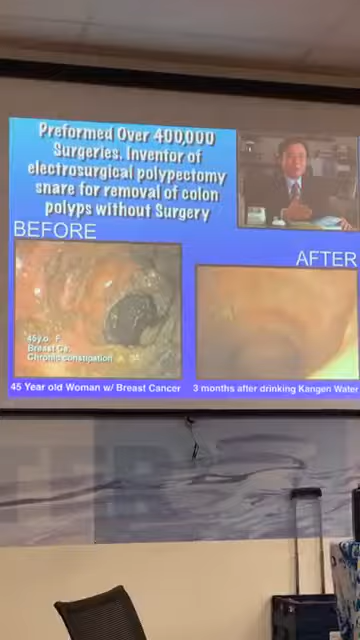 Preformed Over 400,000
Surgeries. Inventor of
electrosurgical polypectomy
snare for removal of colon
polyps without Surgery
BEFORE
AFTER
45y.o. F.
Breast Ca.
Chronic constipation
45 Year old Woman w/ Breast Cancer
3 months after drinking Kangen Water